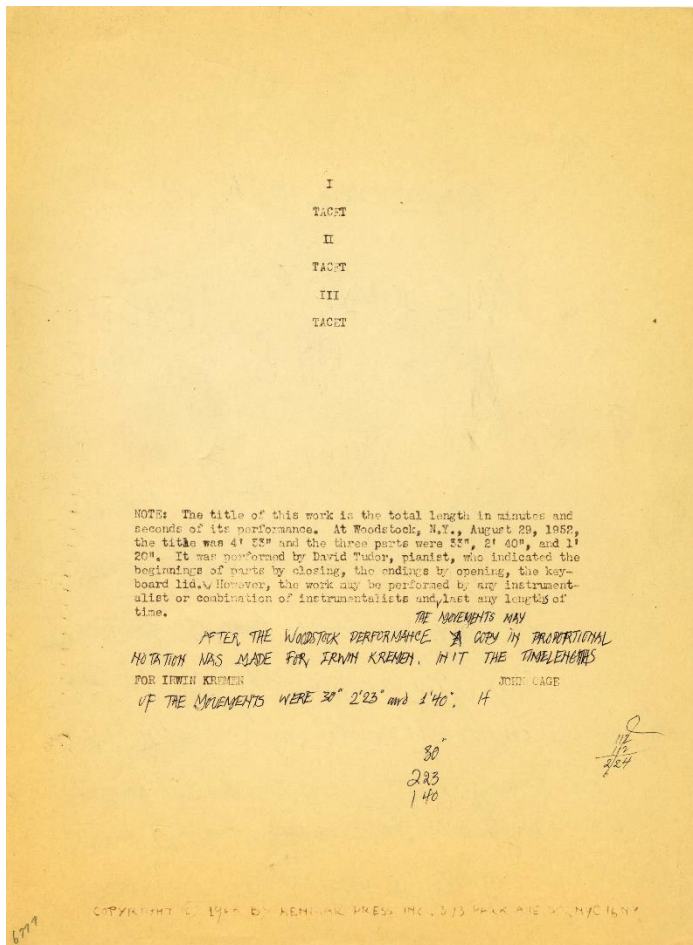 I
TACET
II
TACET
III
TACET
NOTE: The title of this work is the total length in minutes and
seconds of its performance. At Woodstock, N.Y., August 29, 1952,
the title was 4' 33" and the three parts were 33", 2' 40", and 1'
20". It was performed by David Tudor, pianist, who indicated the
beginnings of parts by closing, the endings by opening, the key-
board lid. However, the work may be performed by any instrument-
alist or combination of instrumentalists and last any lengths of
time.
THE MOVEMENTS MAY
AFTER THE WOODSTOCK PERFORMANCE A COPY IN PROPORTIONAL
NOTATION WAS MADE FOR IRWIN KREMEN. IN IT THE TIMELENGTHS
FOR IRWIN KREMEN JOHN CAGE
OF THE MOVEMENTS WERE 30" 2'23" and 1'40".
30"
223
1 40
112
112
224
COPYRIGHT © BY HENMAR PRESS INC., 373 PARK AVE SO., NYC 16 NY
6777